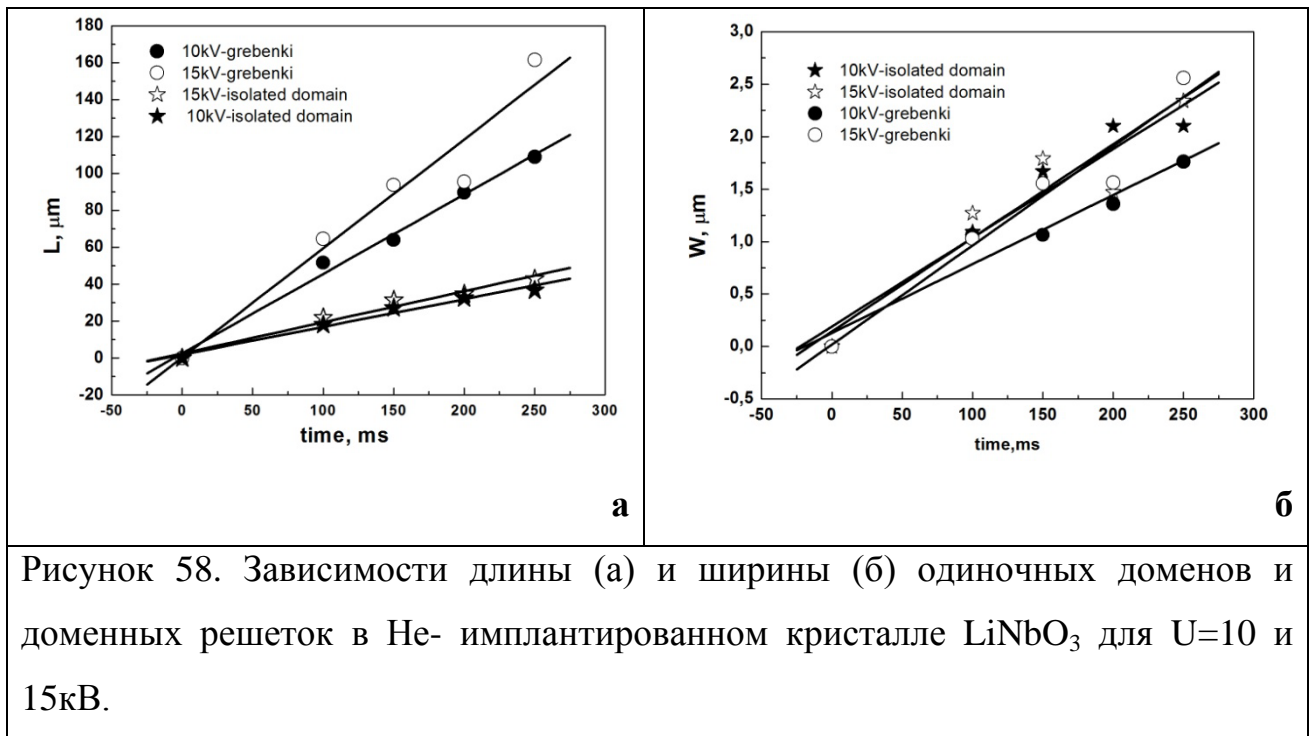 180
160
140
120
100
80
60
40
20
0
-20
L, μm
10kV-grebenki
15kV-grebenki
15kV-isolated domain
10kV-isolated domain
-50 0 50 100 150 200 250 300
time, ms
а
3,0
2,5
2,0
1,5
1,0
0,5
0,0
-0,5
W, μm
10kV-isolated domain
15kV-isolated domain
10kV-grebenki
15kV-grebenki
-50 0 50 100 150 200 250 300
time,ms
б
Рисунок 58. Зависимости длины (а) и ширины (б) одиночных доменов и
доменных решеток в He- имплантированном кристалле LiNbO₃ для U=10 и
15кВ.